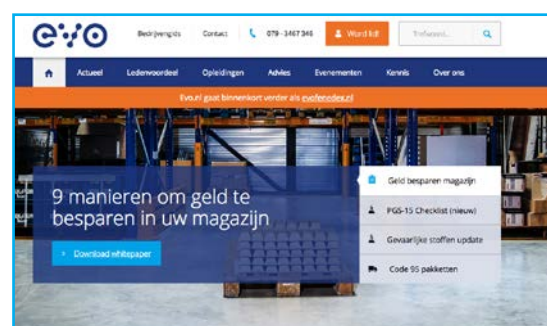 evo
Bedrijvengids Contact 079 - 3467 346 Word lid! Trefwoord...
Actueel Ledenvoordeel Opleidingen Advies Evenementen Kennis Over ons
Evo.nl gaat binnenkort verder als evofenedex.nl
9 manieren om geld te
besparen in uw magazijn
Download whitepaper
Geld besparen magazijn
PGS-15 Checklist (nieuw)
Gevaarlijke stoffen update
Code 95 pakketten